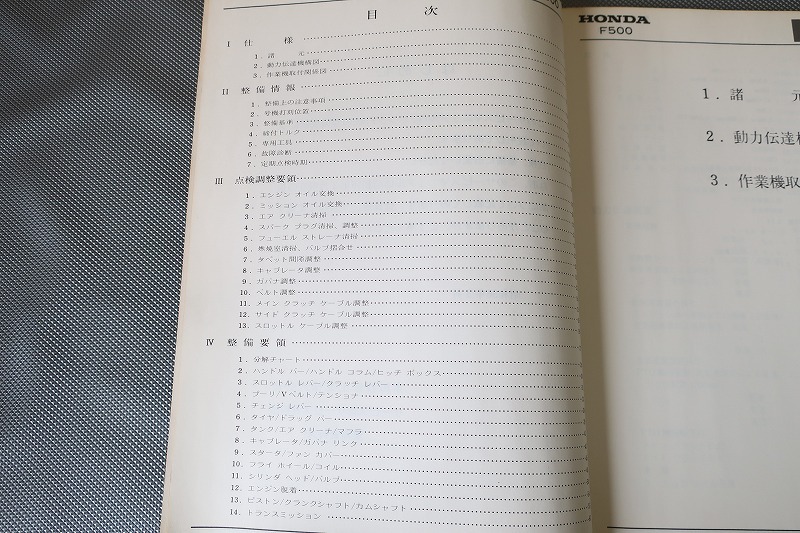 目 次
I 仕 様
1．諸 元
2．動力伝達機構図
3．作業機取付関係図
II 整備情報
1．整備上の注意事項
2．号機打刻位置
3．整備基準
4．締付トルク
5．専用工具
6．故障診断
7．定期点検時期
III 点検調整要領
1．エンジン オイル交換
2．ミッション オイル交換
3．エア クリーナ清掃
4．スパーク プラグ清掃、調整
5．フューエル ストレーナ清掃
6．燃焼室清掃、バルブ摺合せ
7．タペット間隙調整
8．キャブレータ調整
9．ガバナ調整
10．ベルト調整
11．メイン クラッチ ケーブル調整
12．サイド クラッチ ケーブル調整
13．スロットル ケーブル調整
IV 整備要領
1．分解チャート
2．ハンドル バー/ハンドル コラム/ヒッチ ボックス
3．スロットル レバー/クラッチ レバー
4．プーリ/Vベルト/テンショナ
5．チェンジ レバー
6．タイヤ/ドラッグ バー
7．タンク/エア クリーナ/マフラ
8．キャブレータ/ガバナ リンク
9．スタータ/ファン カバー
10．フライ ホイール/コイル
11．シリンダ ヘッド/バルブ
12．エンジン脱着
13．ピストン/クランクシャフト/カムシャフト
14．トランスミッション
HONDA
F500
1．諸 元
2．動力伝達機
3．作業機取